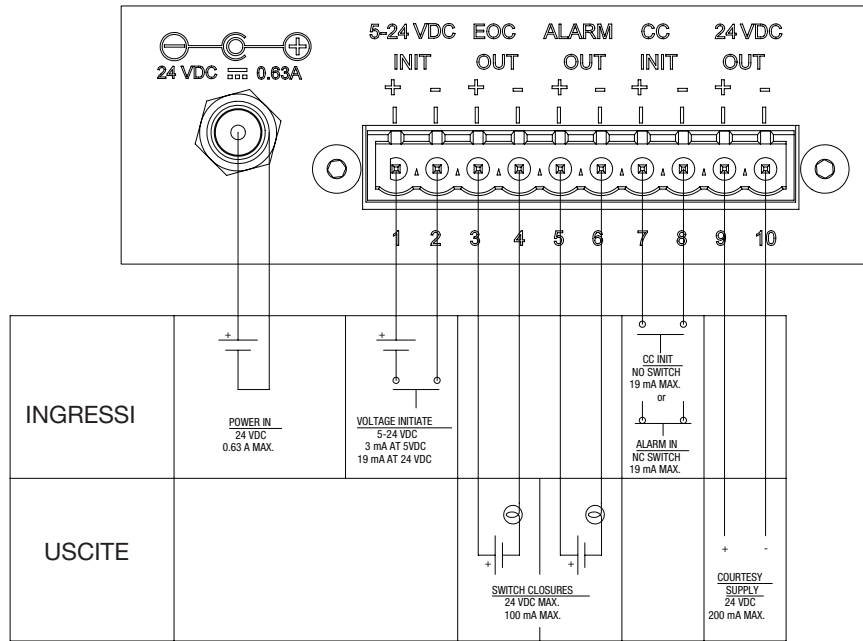 5-24 VDC EOC ALARM CC 24 VDC
INIT OUT OUT INIT OUT
24 VDC 0.63A
+ - + - + - + - + -
1 2 3 4 5 6 7 8 9 10
INGRESSI
+
POWER IN
24 VDC
0.63 A MAX.
+
VOLTAGE INITIATE
5-24 VDC
3 mA AT 5VDC
19 mA AT 24 VDC
CC INIT
NO SWITCH
19 mA MAX.
or
ALARM IN
NC SWITCH
19 mA MAX.
USCITE
+ +
SWITCH CLOSURES
24 VDC MAX.
100 mA MAX.
+ -
COURTESY
SUPPLY
24 VDC
200 mA MAX.